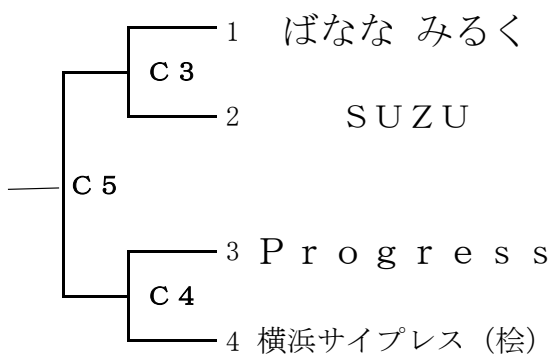 1 ばなな みるく
C3
2 SUZU
C5
3 Progress
C4
4 横浜サイプレス（桧）